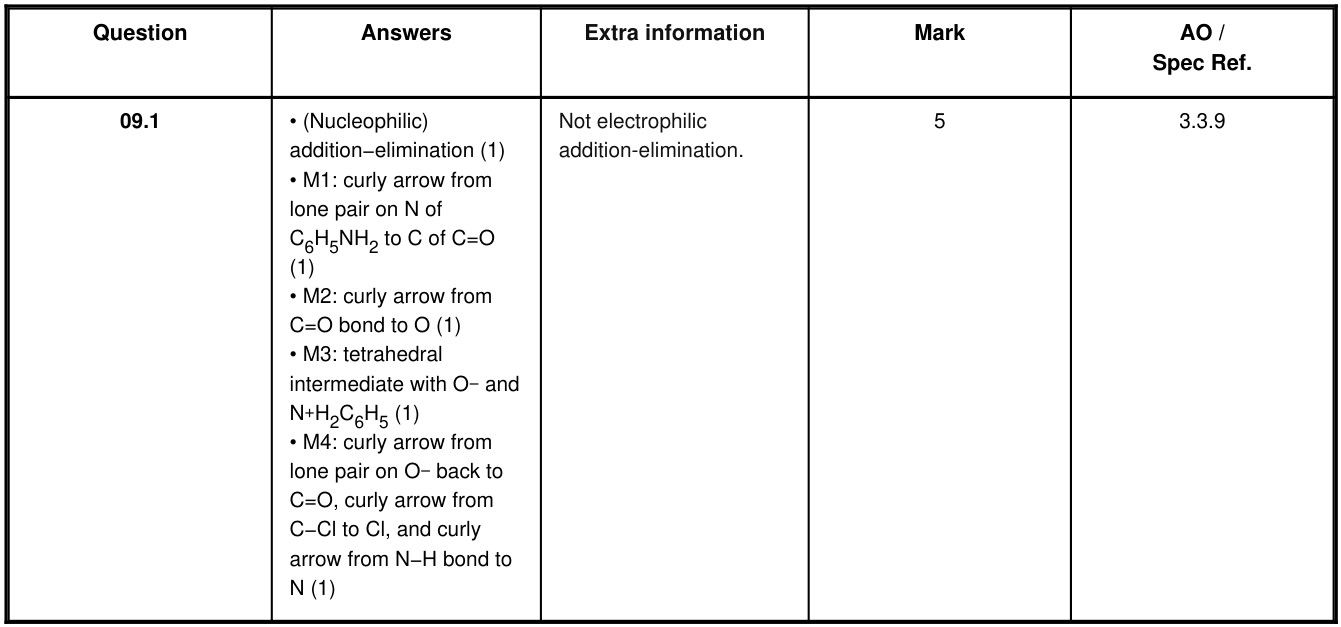 Question Answers Extra information Mark AO /
Spec Ref.
09.1
• (Nucleophilic)
addition–elimination (1)
• M1: curly arrow from
lone pair on N of
C₆H₅NH₂ to C of C=O
(1)
• M2: curly arrow from
C=O bond to O (1)
• M3: tetrahedral
intermediate with O⁻ and
N⁺H₂C₆H₅ (1)
• M4: curly arrow from
lone pair on O⁻ back to
C=O, curly arrow from
C–Cl to Cl, and curly
arrow from N–H bond to
N (1)
Not electrophilic
addition-elimination.
5
3.3.9